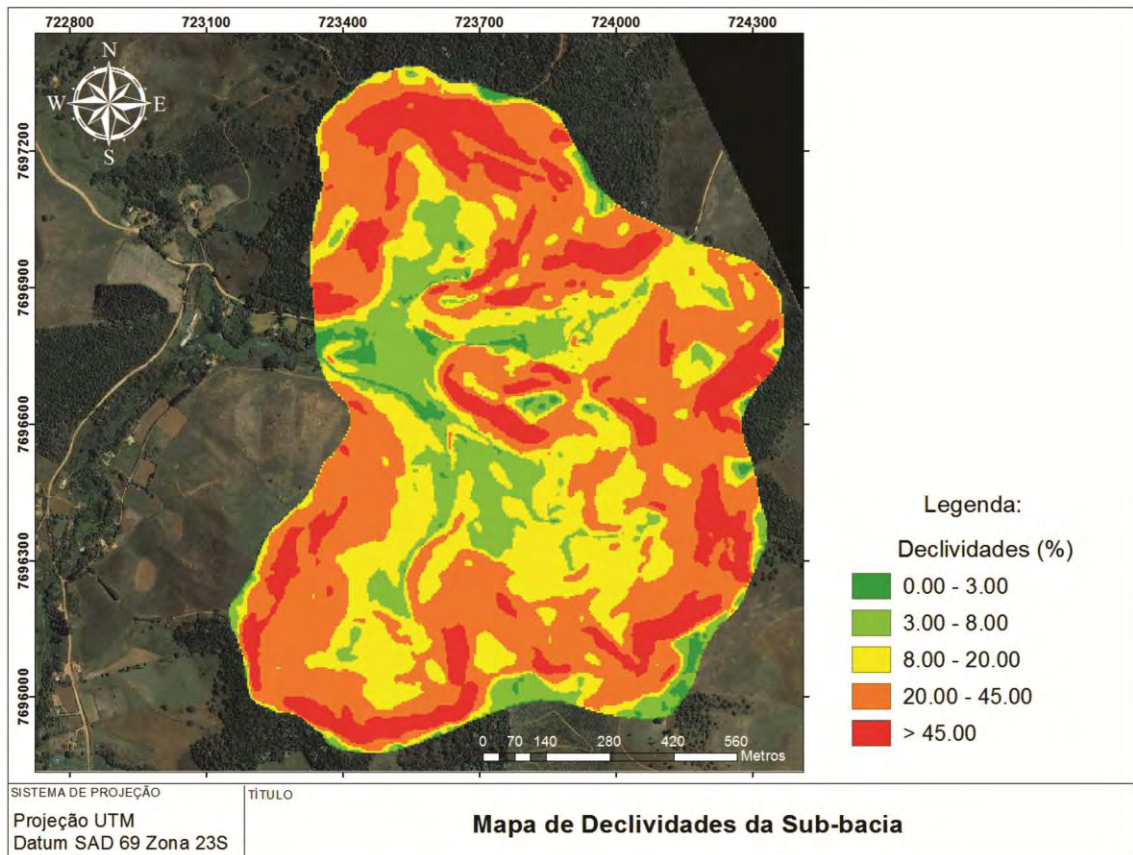 722800 723100 723400 723700 724000 724300
N
W E
S
7697200
7696900
7696600
7696300
7696000
0 70 140 280 420 560
Metros
Legenda:
Declividades (%)
0.00 - 3.00
3.00 - 8.00
8.00 - 20.00
20.00 - 45.00
> 45.00
SISTEMA DE PROJEÇÃO
Projeção UTM
Datum SAD 69 Zona 23S
TÍTULO
Mapa de Declividades da Sub-bacia